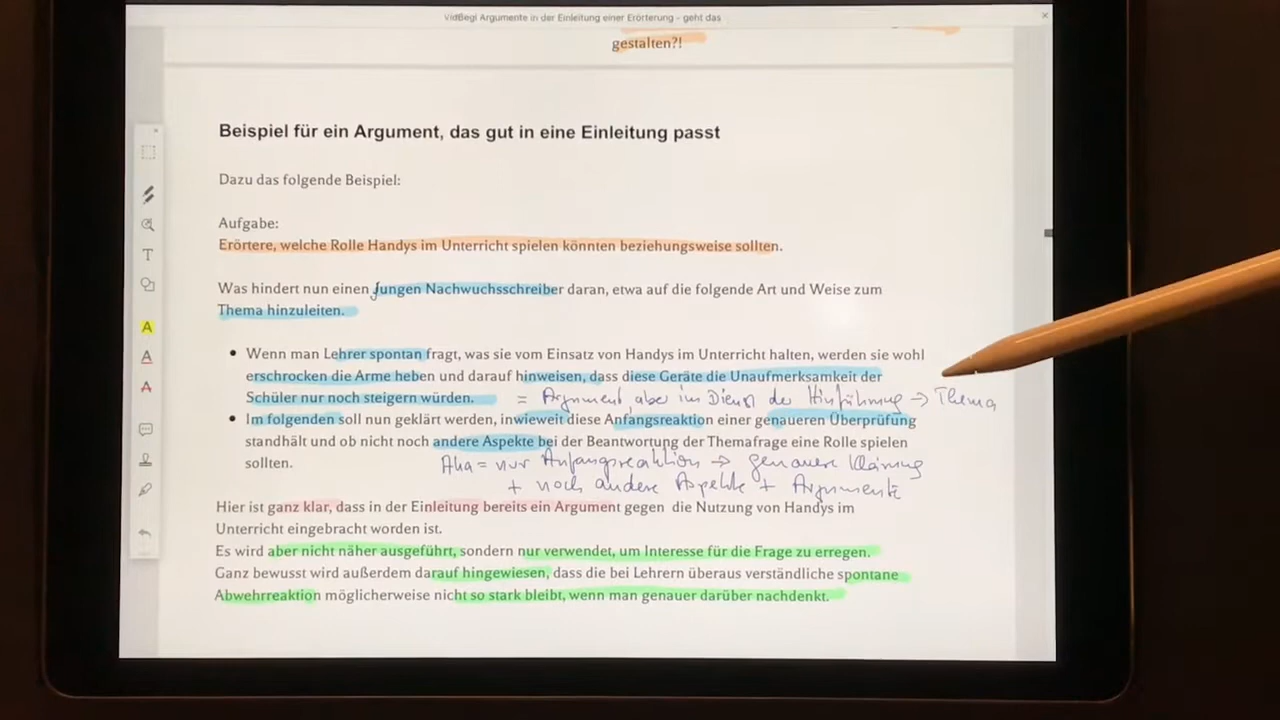 VidBegl Argumente in der Einleitung einer Erörterung - geht das
gestalten?!
Beispiel für ein Argument, das gut in eine Einleitung passt
Dazu das folgende Beispiel:
Aufgabe:
Erörtere, welche Rolle Handys im Unterricht spielen könnten beziehungsweise sollten.
Was hindert nun einen jungen Nachwuchsschreiber daran, etwa auf die folgende Art und Weise zum
Thema hinzuleiten.
• Wenn man Lehrer spontan fragt, was sie vom Einsatz von Handys im Unterricht halten, werden sie wohl
erschrocken die Arme heben und darauf hinweisen, dass diese Geräte die Unaufmerksamkeit der
Schüler nur noch steigern würden. = Argument, aber im Dienst der Hinführung → Thema
• Im folgenden soll nun geklärt werden, inwieweit diese Anfangsreaktion einer genaueren Überprüfung
standhält und ob nicht noch andere Aspekte bei der Beantwortung der Themafrage eine Rolle spielen
sollten.
Aha = nur Anfangsreaktion → genauere Klärung
+ noch andere Aspekte + Argumente
Hier ist ganz klar, dass in der Einleitung bereits ein Argument gegen die Nutzung von Handys im
Unterricht eingebracht worden ist.
Es wird aber nicht näher ausgeführt, sondern nur verwendet, um Interesse für die Frage zu erregen.
Ganz bewusst wird außerdem darauf hingewiesen, dass die bei Lehrern überaus verständliche spontane
Abwehrreaktion möglicherweise nicht so stark bleibt, wenn man genauer darüber nachdenkt.